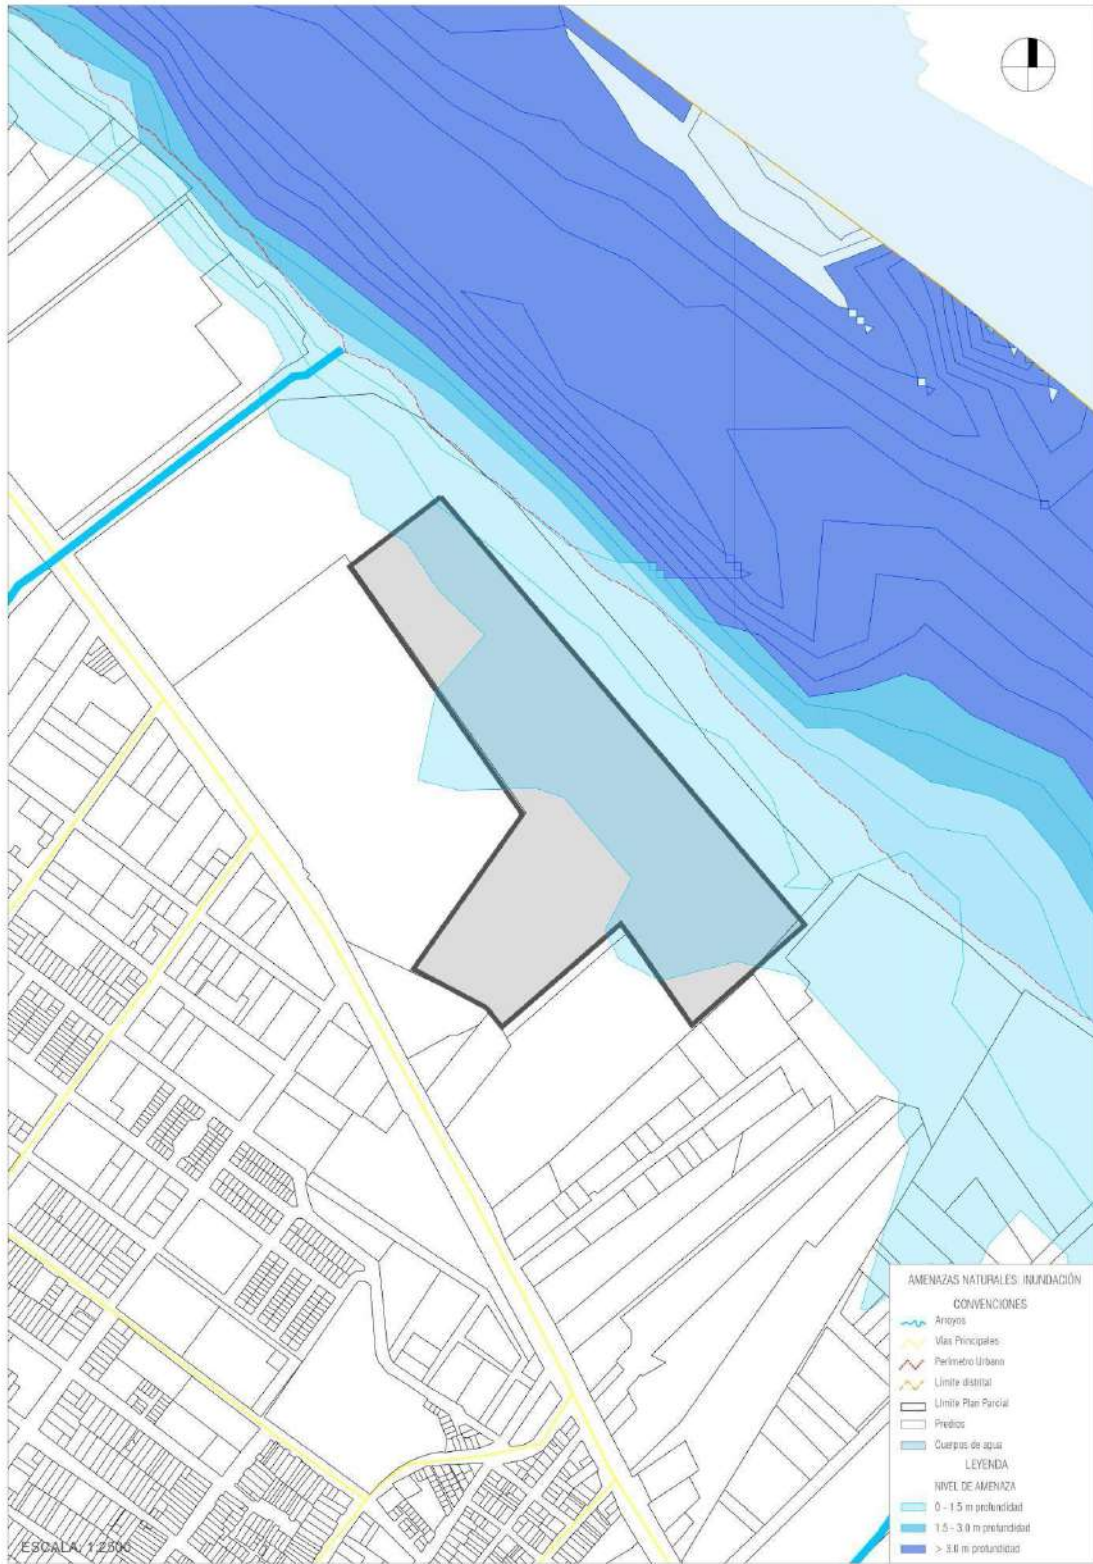 AMENAZAS NATURALES: INUNDACIÓN
CONVENCIONES
Arroyos
Vías Principales
Perímetro Urbano
Límite distrital
Límite Plan Parcial
Predios
Cuerpos de agua
LEYENDA
NIVEL DE AMENAZA
0 - 1.5 m profundidad
1.5 - 3.0 m profundidad
> 3.0 m profundidad
ESCALA: 1:2500